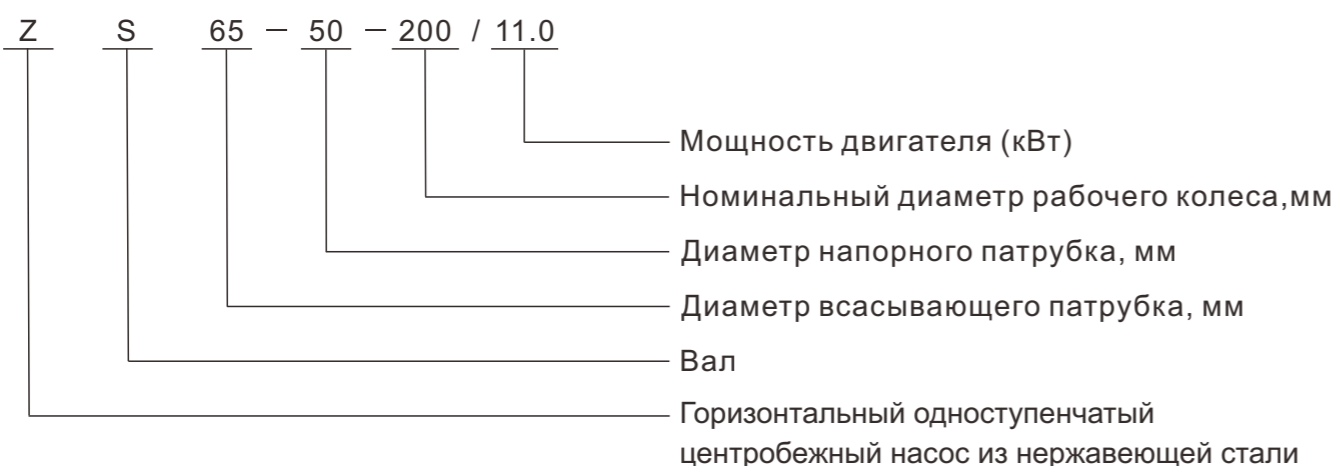 Z S 65 – 50 – 200 / 11.0
Мощность двигателя (кВт)
Номинальный диаметр рабочего колеса,мм
Диаметр напорного патрубка, мм
Диаметр всасывающего патрубка, мм
Вал
Горизонтальный одноступенчатый
центробежный насос из нержавеющей стали